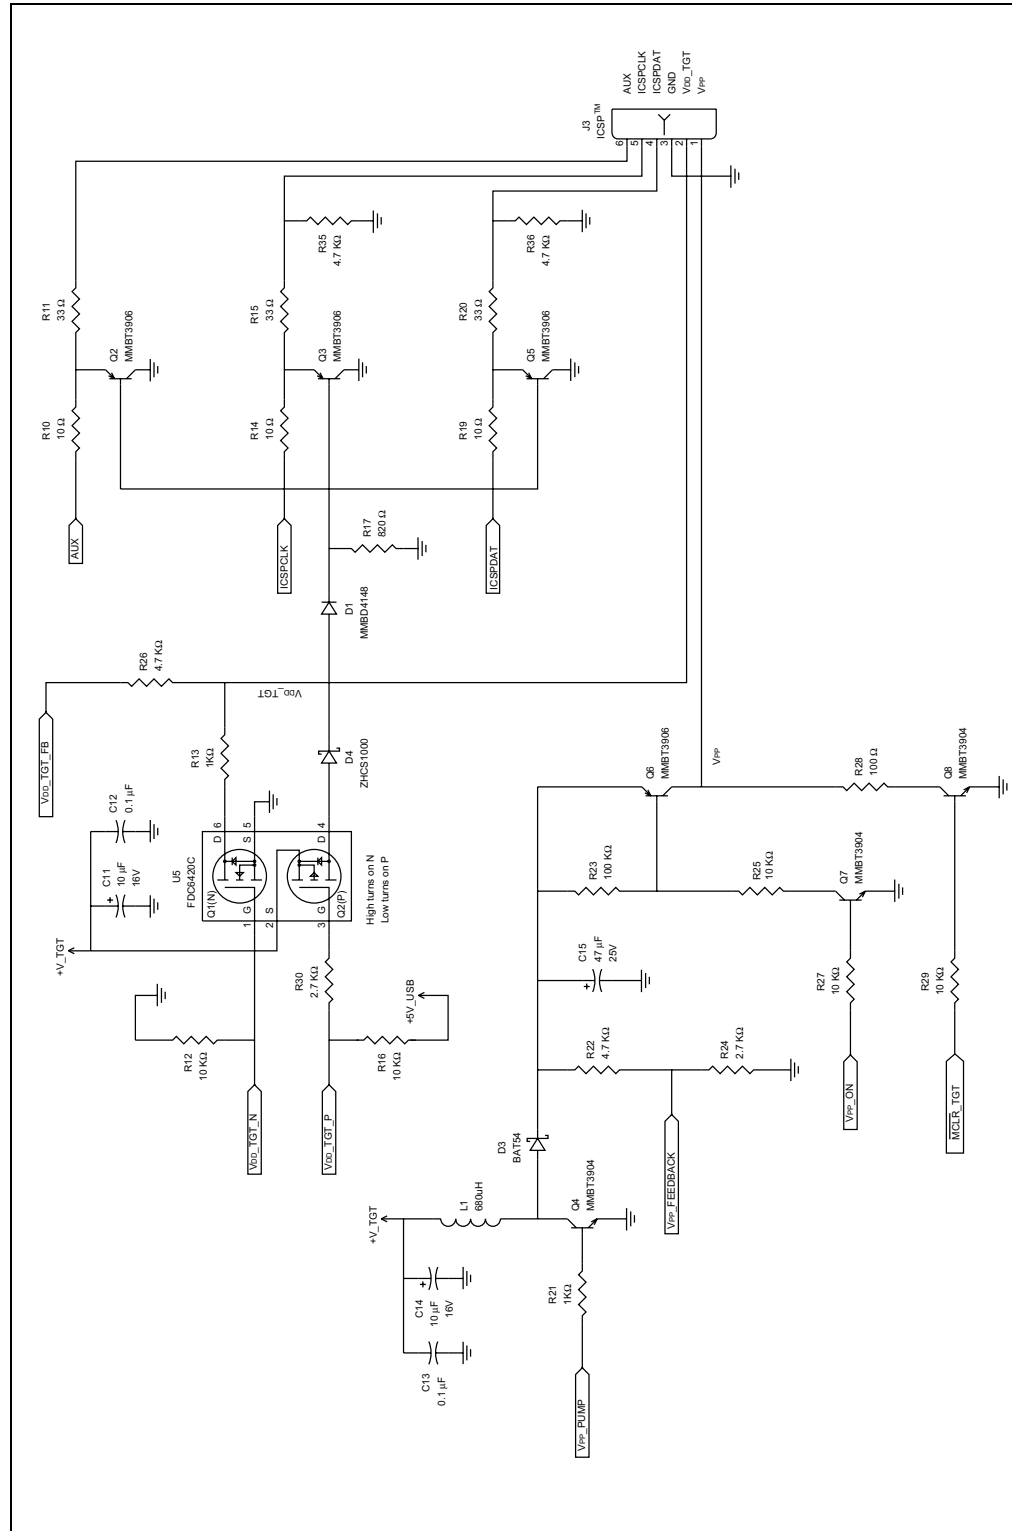 AUX
ICSPCLK
ICSPDAT
GND
VDD_TGT
VPP
J3
ICSP™
6
5
4
3
2
1
R11
33 Ω
R35
4.7 KΩ
R36
4.7 KΩ
R15
33 Ω
R20
33 Ω
Q2
MMBT3906
Q3
MMBT3906
Q5
MMBT3906
R10
10 Ω
R14
10 Ω
R19
10 Ω
AUX
ICSPCLK
ICSPDAT
R17
820 Ω
D1
MMBD4148
R26
4.7 KΩ
VDD_TGT
VDD_TGT_FB
R13
1KΩ
D4
ZHCS1000
C12
0.1 µF
C11
10 µF
16V
+
U5
FDC6420C
Q1(N)
Q2(P)
D
6
S
5
D
4
G
1
S
2
G
3
High turns on N
Low turns on P
+V_TGT
R30
2.7 KΩ
+5V_USB
R12
10 KΩ
R16
10 KΩ
VDD_TGT_N
VDD_TGT_P
Q6
MMBT3906
VPP
R28
100 Ω
Q8
MMBT3904
R23
100 KΩ
R25
10 KΩ
Q7
MMBT3904
C15
47 µF
25V
+
R27
10 KΩ
R29
10 KΩ
R22
4.7 KΩ
R24
2.7 KΩ
VPP_ON
MCLR_TGT
D3
BAT54
VPP_FEEDBACK
+V_TGT
L1
680uH
Q4
MMBT3904
R21
1KΩ
C14
10 µF
16V
+
C13
0.1 µF
VPP_PUMP